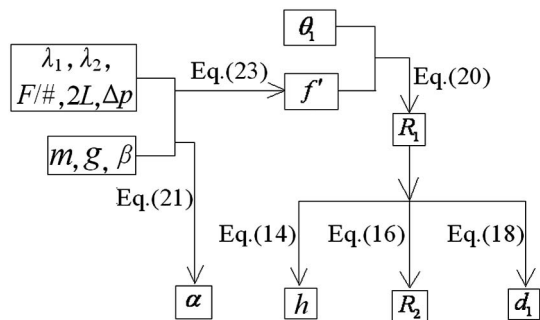 θ₁
λ₁, λ₂,
F/#, 2L, Δp
Eq.(23)
f'
Eq.(20)
m, g, β
R₁
Eq.(21)
Eq.(14)
Eq.(16)
Eq.(18)
α
h
R₂
d₁